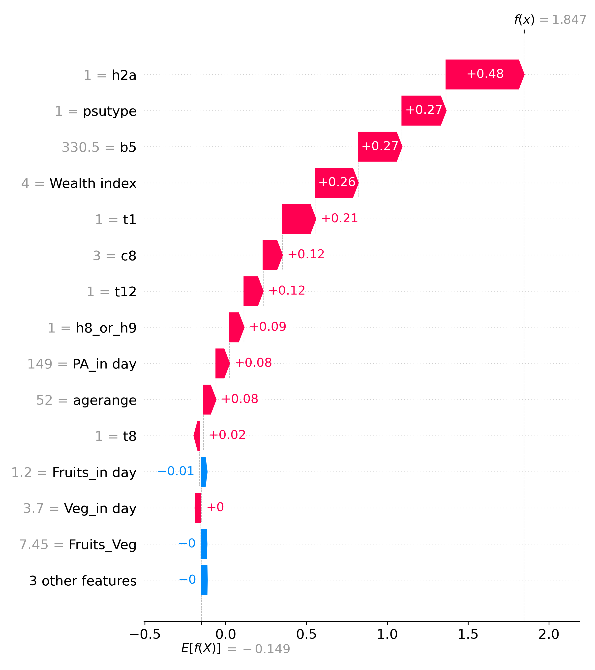 f(x) = 1.847
1 = h2a +0.48
1 = psutype +0.27
330.5 = b5 +0.27
4 = Wealth index +0.26
1 = t1 +0.21
3 = c8 +0.12
1 = t12 +0.12
1 = h8_or_h9 +0.09
149 = PA_in day +0.08
52 = agerange +0.08
1 = t8 +0.02
1.2 = Fruits_in day −0.01
3.7 = Veg_in day +0
7.45 = Fruits_Veg −0
3 other features −0
−0.5 0.0 0.5 1.0 1.5 2.0
E[f(X)] = −0.149